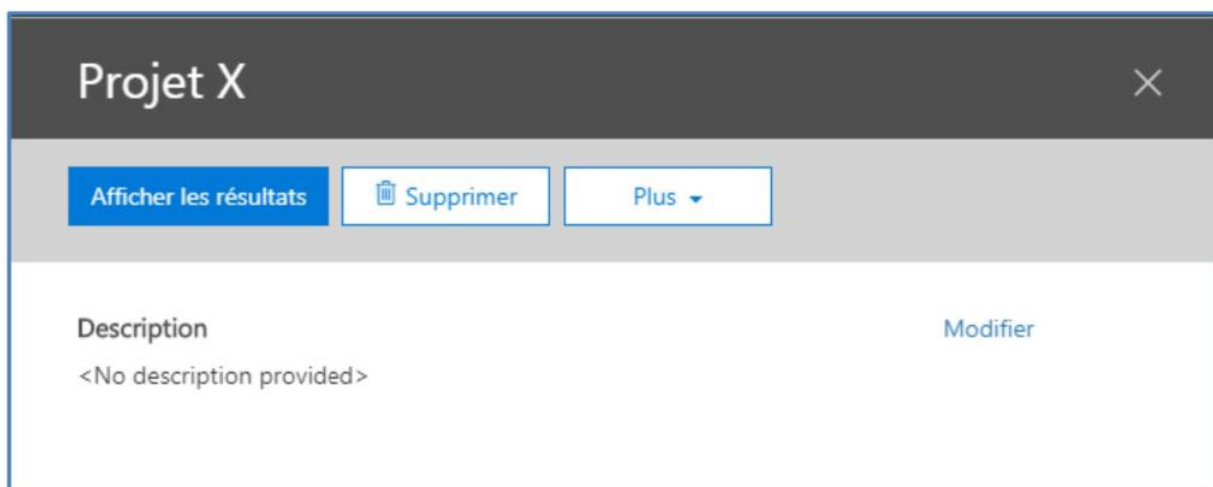 Projet X
Afficher les résultats
Supprimer
Plus
Description
Modifier
<No description provided>